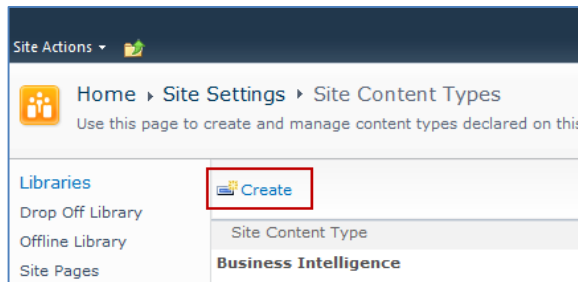 Site Actions
Home ▸ Site Settings ▸ Site Content Types
Use this page to create and manage content types declared on this
Libraries
Drop Off Library
Offline Library
Site Pages
Create
Site Content Type
Business Intelligence